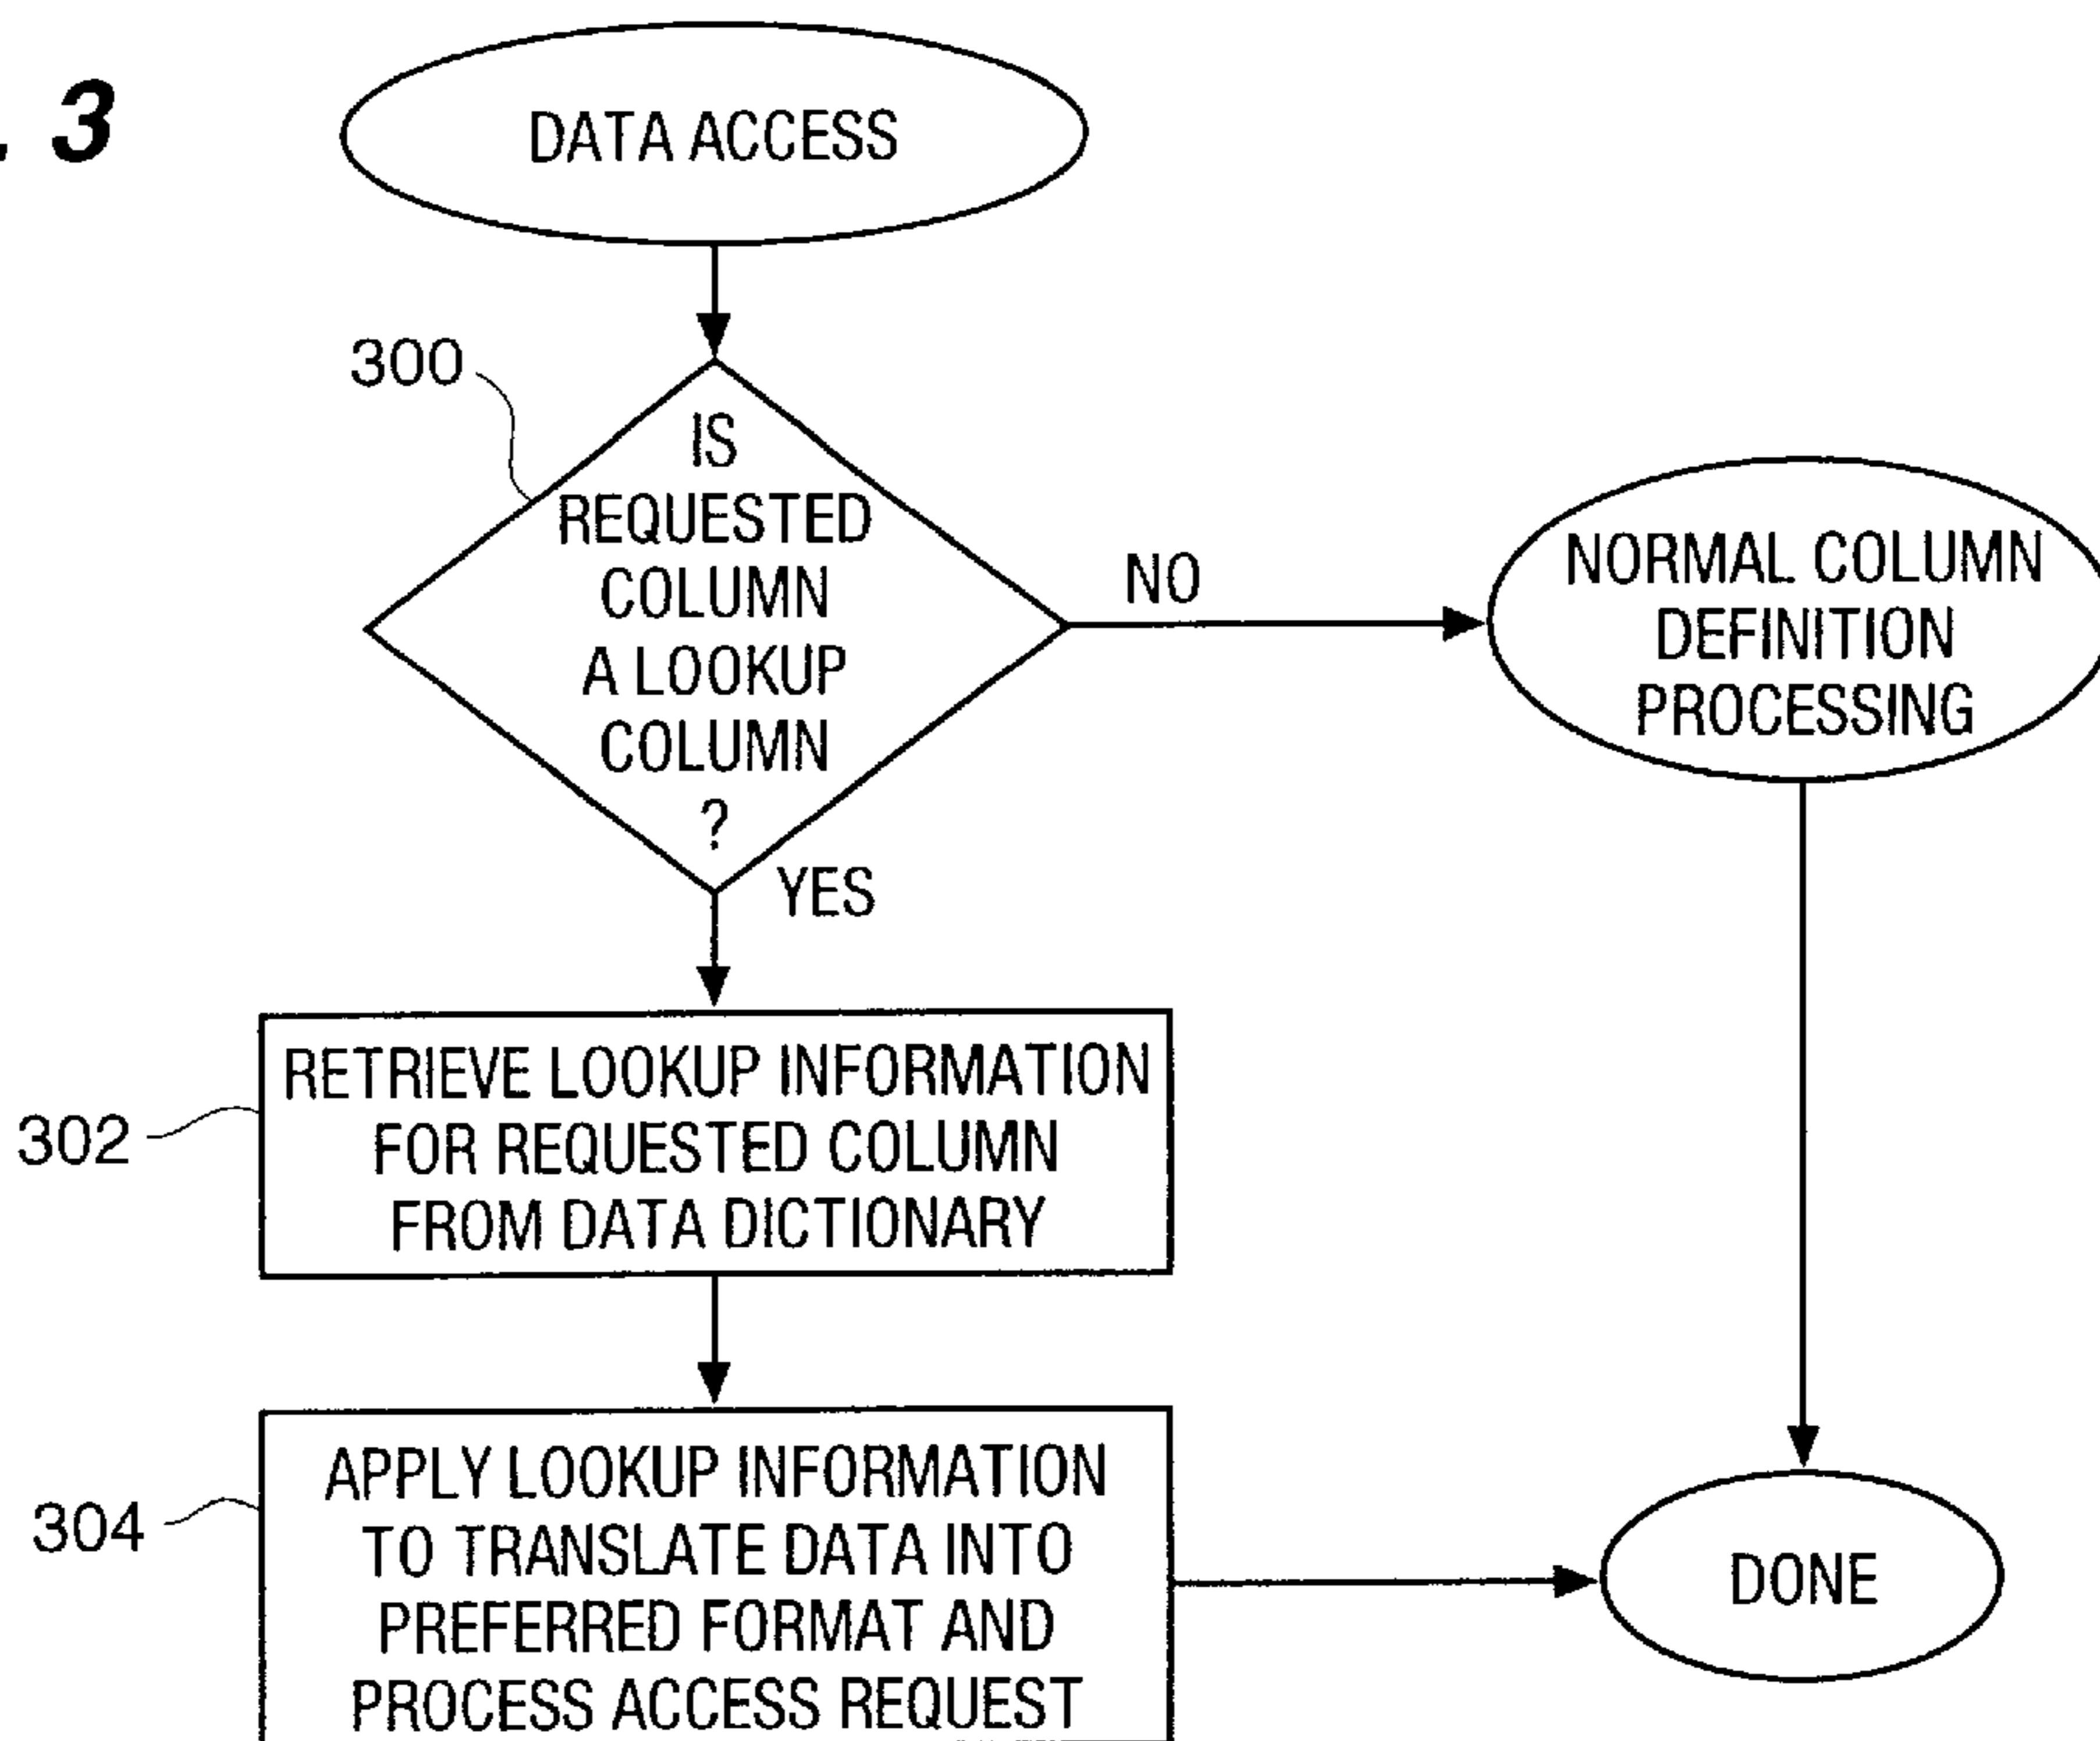 . 3
DATA ACCESS
300
IS
REQUESTED
COLUMN
A LOOKUP
COLUMN
?
NO
NORMAL COLUMN
DEFINITION
PROCESSING
YES
302
RETRIEVE LOOKUP INFORMATION
FOR REQUESTED COLUMN
FROM DATA DICTIONARY
304
APPLY LOOKUP INFORMATION
TO TRANSLATE DATA INTO
PREFERRED FORMAT AND
PROCESS ACCESS REQUEST
DONE